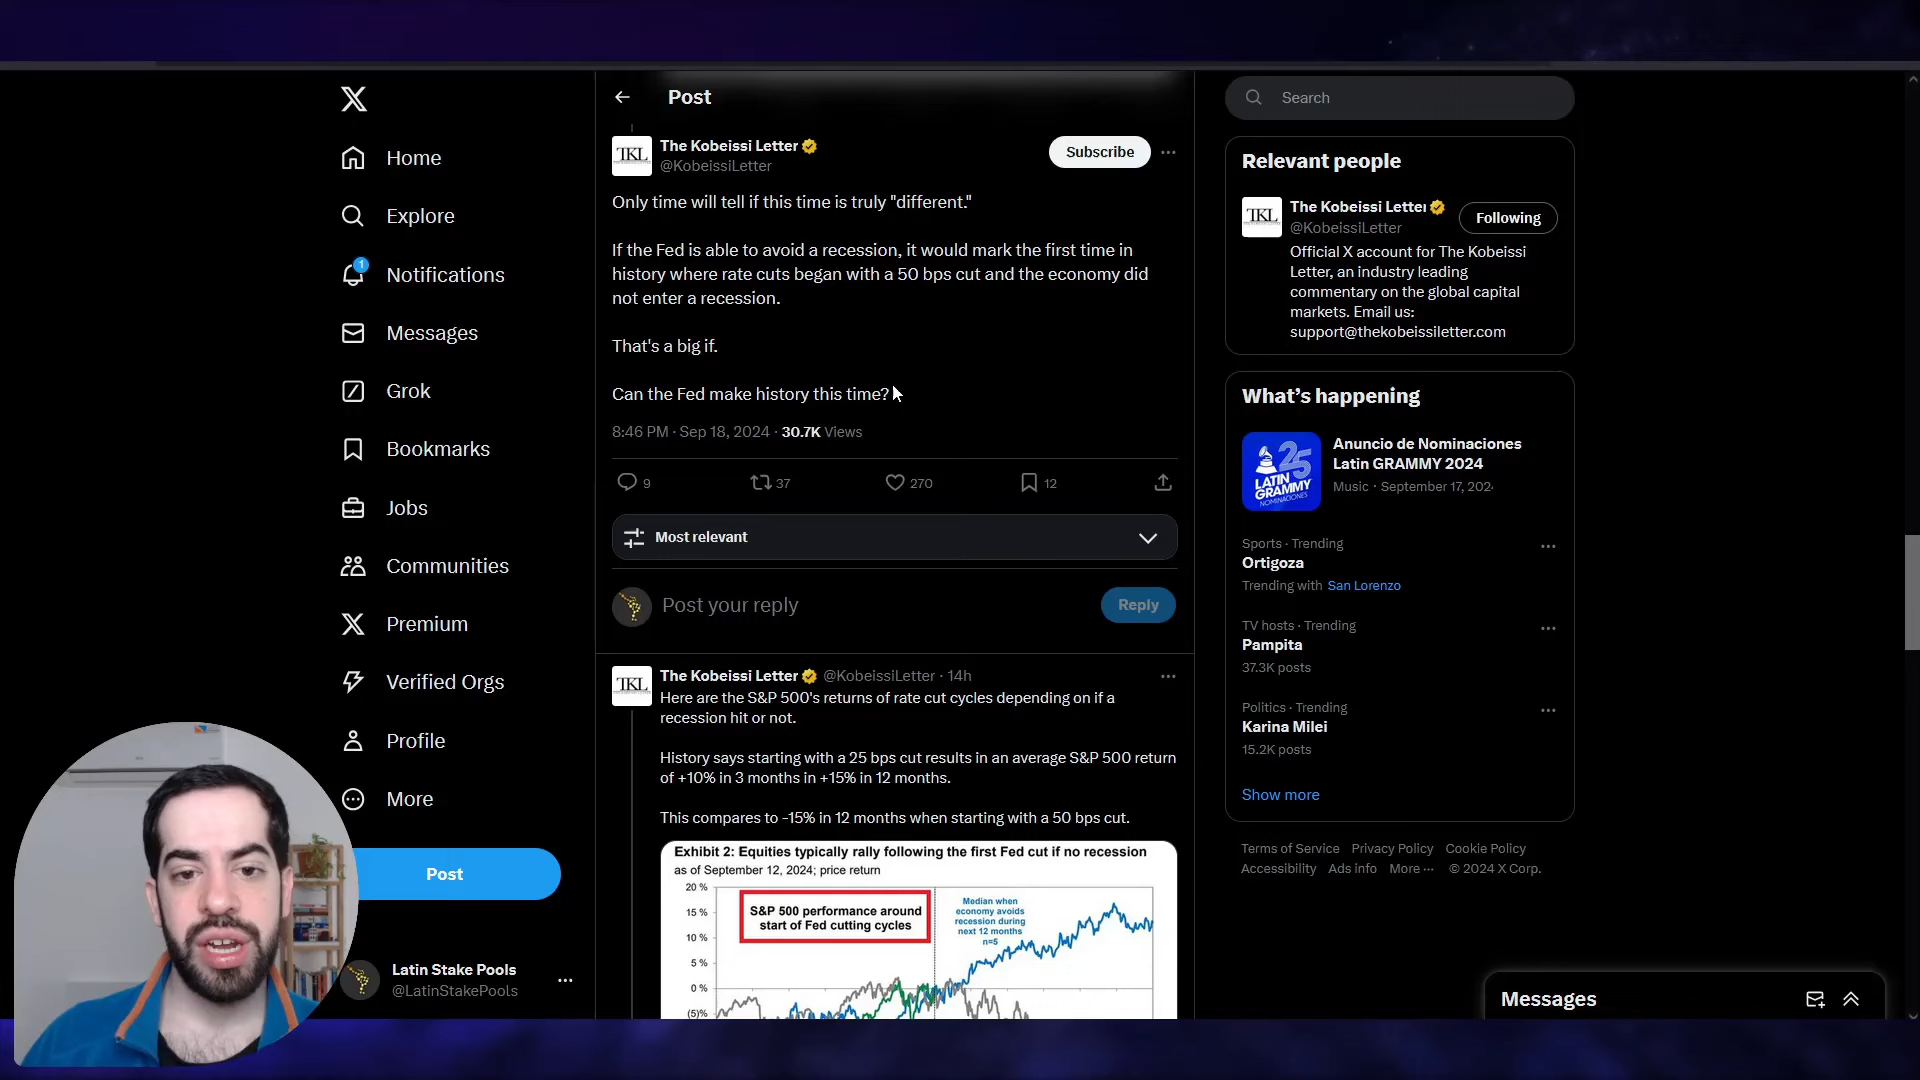 Home
Explore
1
Notifications
Messages
Grok
Bookmarks
Jobs
Communities
Premium
Verified Orgs
Profile
More
Post
Latin Stake Pools
@LatinStakePools
Post
TKL
The Kobeissi Letter
@KobeissiLetter
Subscribe
Only time will tell if this time is truly "different."
If the Fed is able to avoid a recession, it would mark the first time in
history where rate cuts began with a 50 bps cut and the economy did
not enter a recession.
That's a big if.
Can the Fed make history this time?
8:46 PM · Sep 18, 2024 · 30.7K Views
9
37
270
12
Most relevant
Post your reply
Reply
TKL
The Kobeissi Letter @KobeissiLetter · 14h
Here are the S&P 500's returns of rate cut cycles depending on if a
recession hit or not.
History says starting with a 25 bps cut results in an average S&P 500 return
of +10% in 3 months in +15% in 12 months.
This compares to -15% in 12 months when starting with a 50 bps cut.
Exhibit 2: Equities typically rally following the first Fed cut if no recession
as of September 12, 2024; price return
20 %
15 %
10 %
5 %
0 %
(5)%
S&P 500 performance around
start of Fed cutting cycles
Median when
economy avoids
recession during
next 12 months
n=5
Search
Relevant people
TKL
The Kobeissi Letter
@KobeissiLetter
Following
Official X account for The Kobeissi
Letter, an industry leading
commentary on the global capital
markets. Email us:
support@thekobeissiletter.com
What's happening
25
LATIN
GRAMMY
NOMINACIONES
Anuncio de Nominaciones
Latin GRAMMY 2024
Music · September 17, 202
Sports · Trending
Ortigoza
Trending with San Lorenzo
TV hosts · Trending
Pampita
37.3K posts
Politics · Trending
Karina Milei
15.2K posts
Show more
Terms of Service Privacy Policy Cookie Policy
Accessibility Ads info More ··· © 2024 X Corp.
Messages